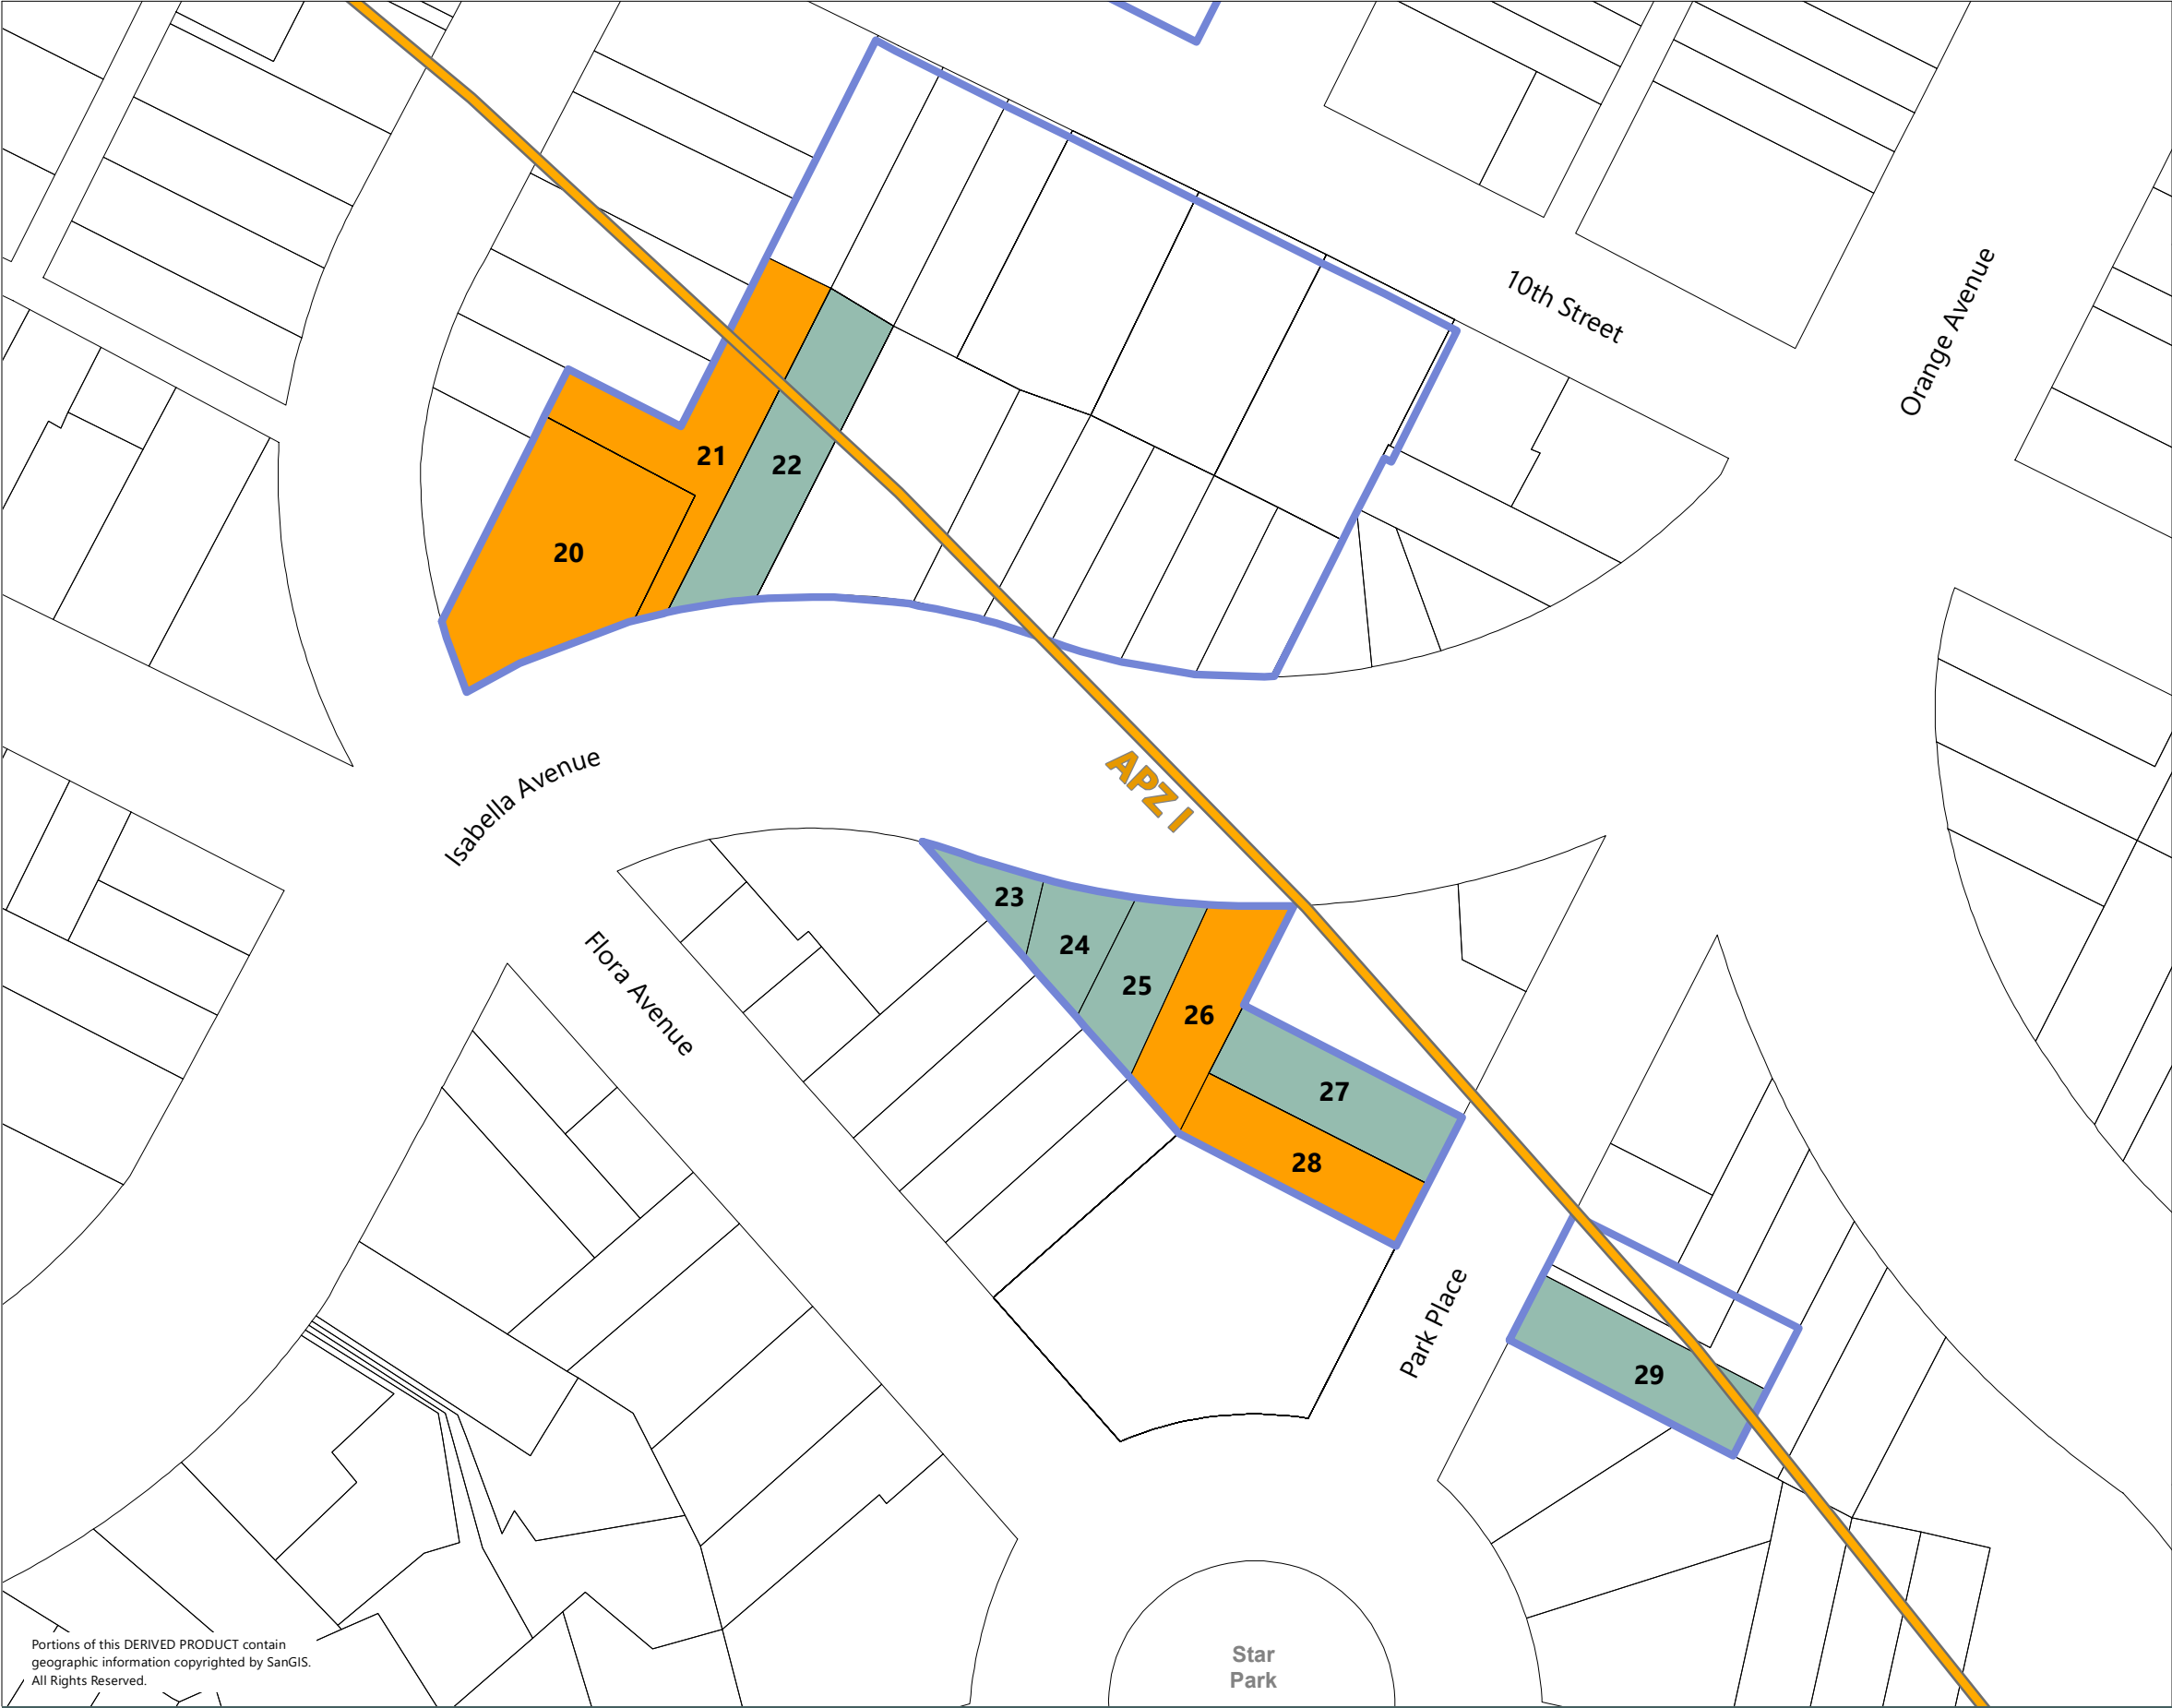 10th Street
Orange Avenue
21
22
20
Isabella Avenue
APZ I
23
24
25
26
Flora Avenue
27
28
Park Place
29
Star
Park
Portions of this DERIVED PRODUCT contain
geographic information copyrighted by SanGIS.
All Rights Reserved.